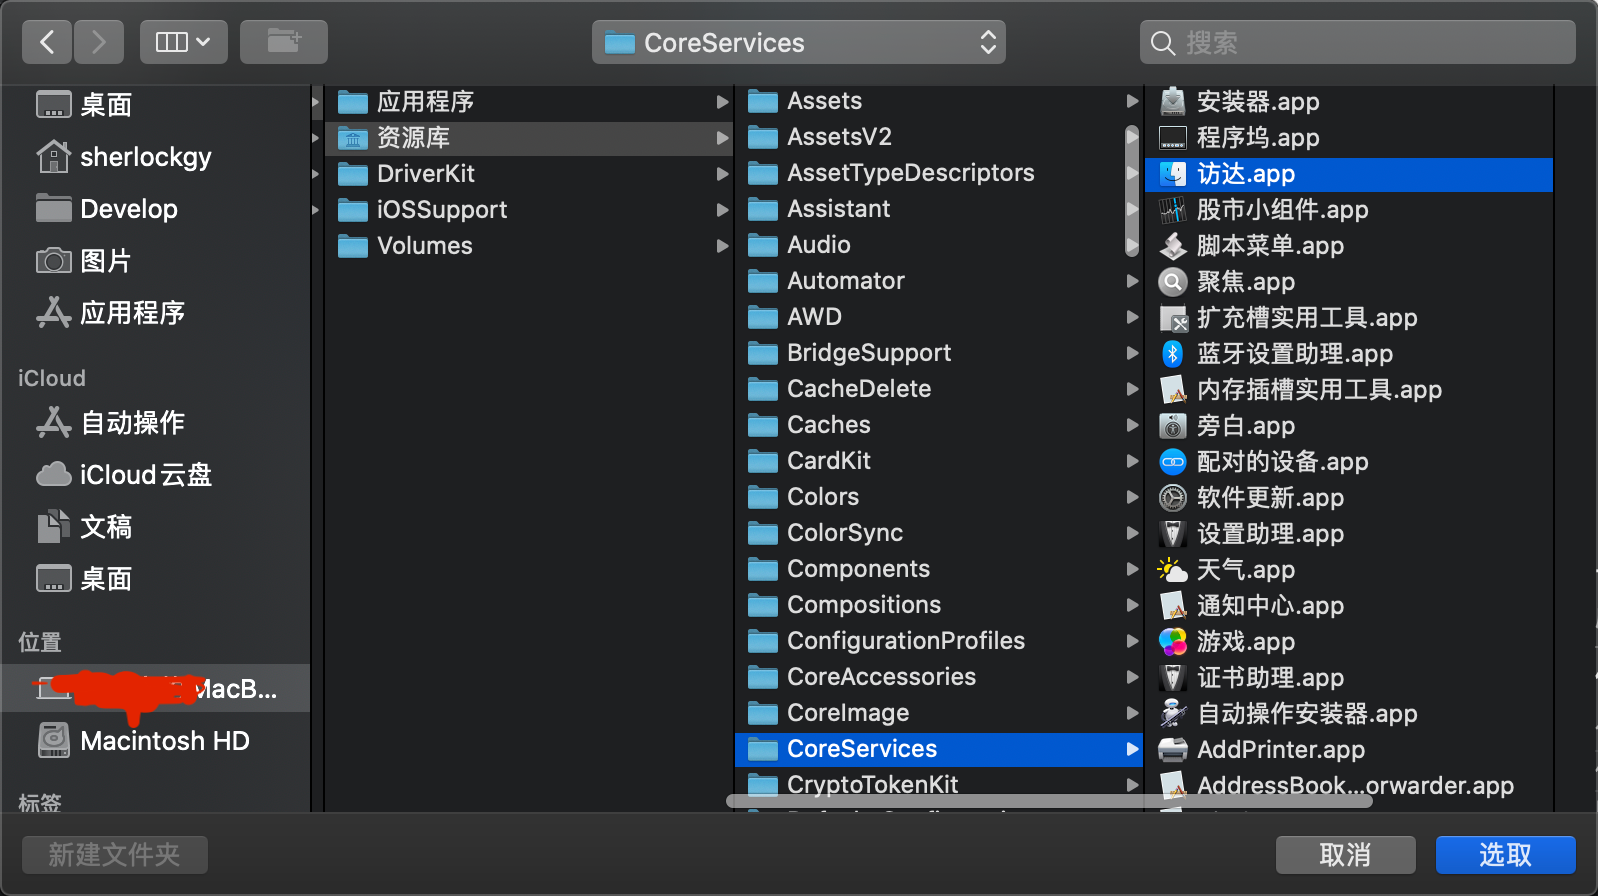 CoreServices
搜索
桌面
sherlockgy
Develop
图片
应用程序
iCloud
自动操作
iCloud云盘
文稿
桌面
位置
MacB...
Macintosh HD
标签
应用程序
资源库
DriverKit
iOSSupport
Volumes
Assets
AssetsV2
AssetTypeDescriptors
Assistant
Audio
Automator
AWD
BridgeSupport
CacheDelete
Caches
CardKit
Colors
ColorSync
Components
Compositions
ConfigurationProfiles
CoreAccessories
CoreImage
CoreServices
CryptoTokenKit
安装器.app
程序坞.app
访达.app
股市小组件.app
脚本菜单.app
聚焦.app
扩充槽实用工具.app
蓝牙设置助理.app
内存插槽实用工具.app
旁白.app
配对的设备.app
软件更新.app
设置助理.app
天气.app
通知中心.app
游戏.app
证书助理.app
自动操作安装器.app
AddPrinter.app
AddressBook...orwarder.app
新建文件夹
取消
选取